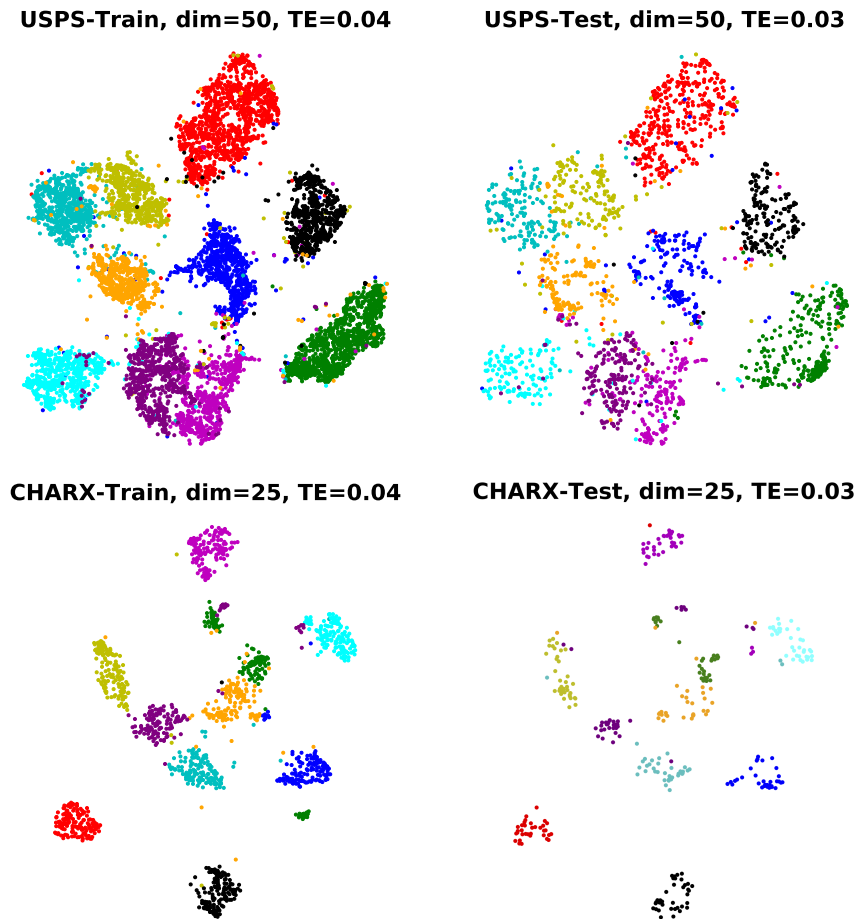 USPS-Train, dim=50, TE=0.04
USPS-Test, dim=50, TE=0.03
CHARX-Train, dim=25, TE=0.04
CHARX-Test, dim=25, TE=0.03